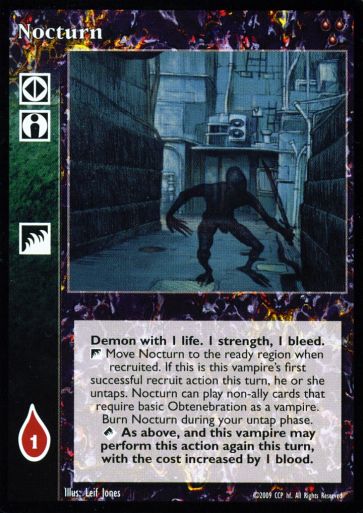 Nocturn
Demon with 1 life. 1 strength, 1 bleed.
Move Nocturn to the ready region when
recruited. If this is this vampire's first
successful recruit action this turn, he or she
untaps. Nocturn can play non-ally cards that
require basic Obtenebration as a vampire.
Burn Nocturn during your untap phase.
As above, and this vampire may
perform this action again this turn,
with the cost increased by 1 blood.
1
Illus: Leif Jones
©2009 CCP hf. All Rights Reserved.